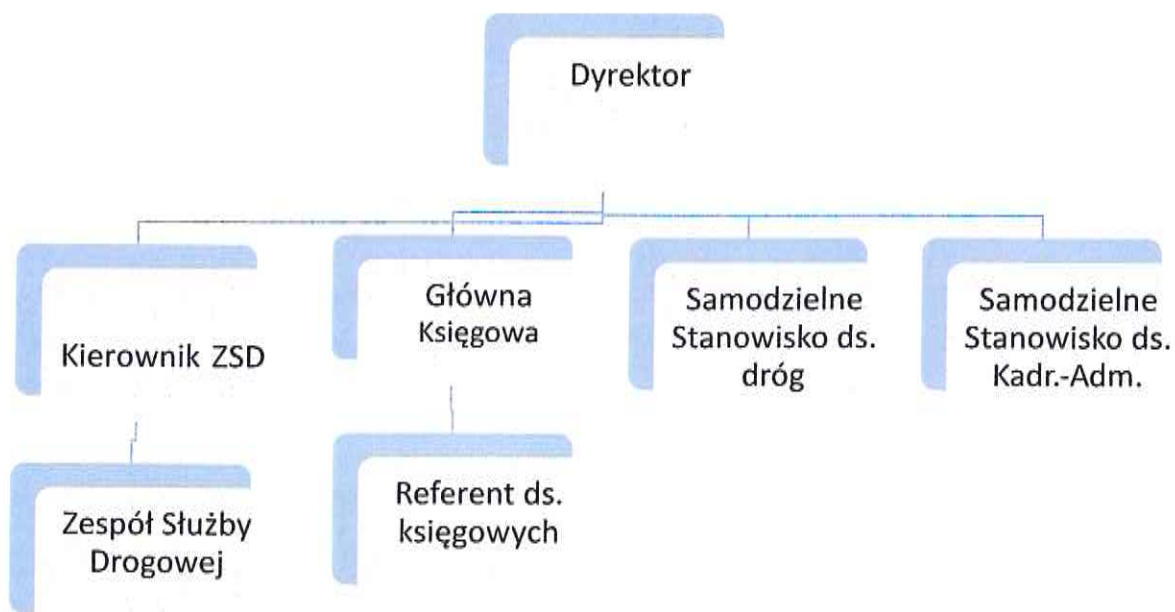 Dyrektor
Kierownik ZSD
Główna
Księgowa
Samodzielne
Stanowisko ds.
dróg
Samodzielne
Stanowisko ds.
Kadr.-Adm.
Zespół Służby
Drogowej
Referent ds.
księgowych